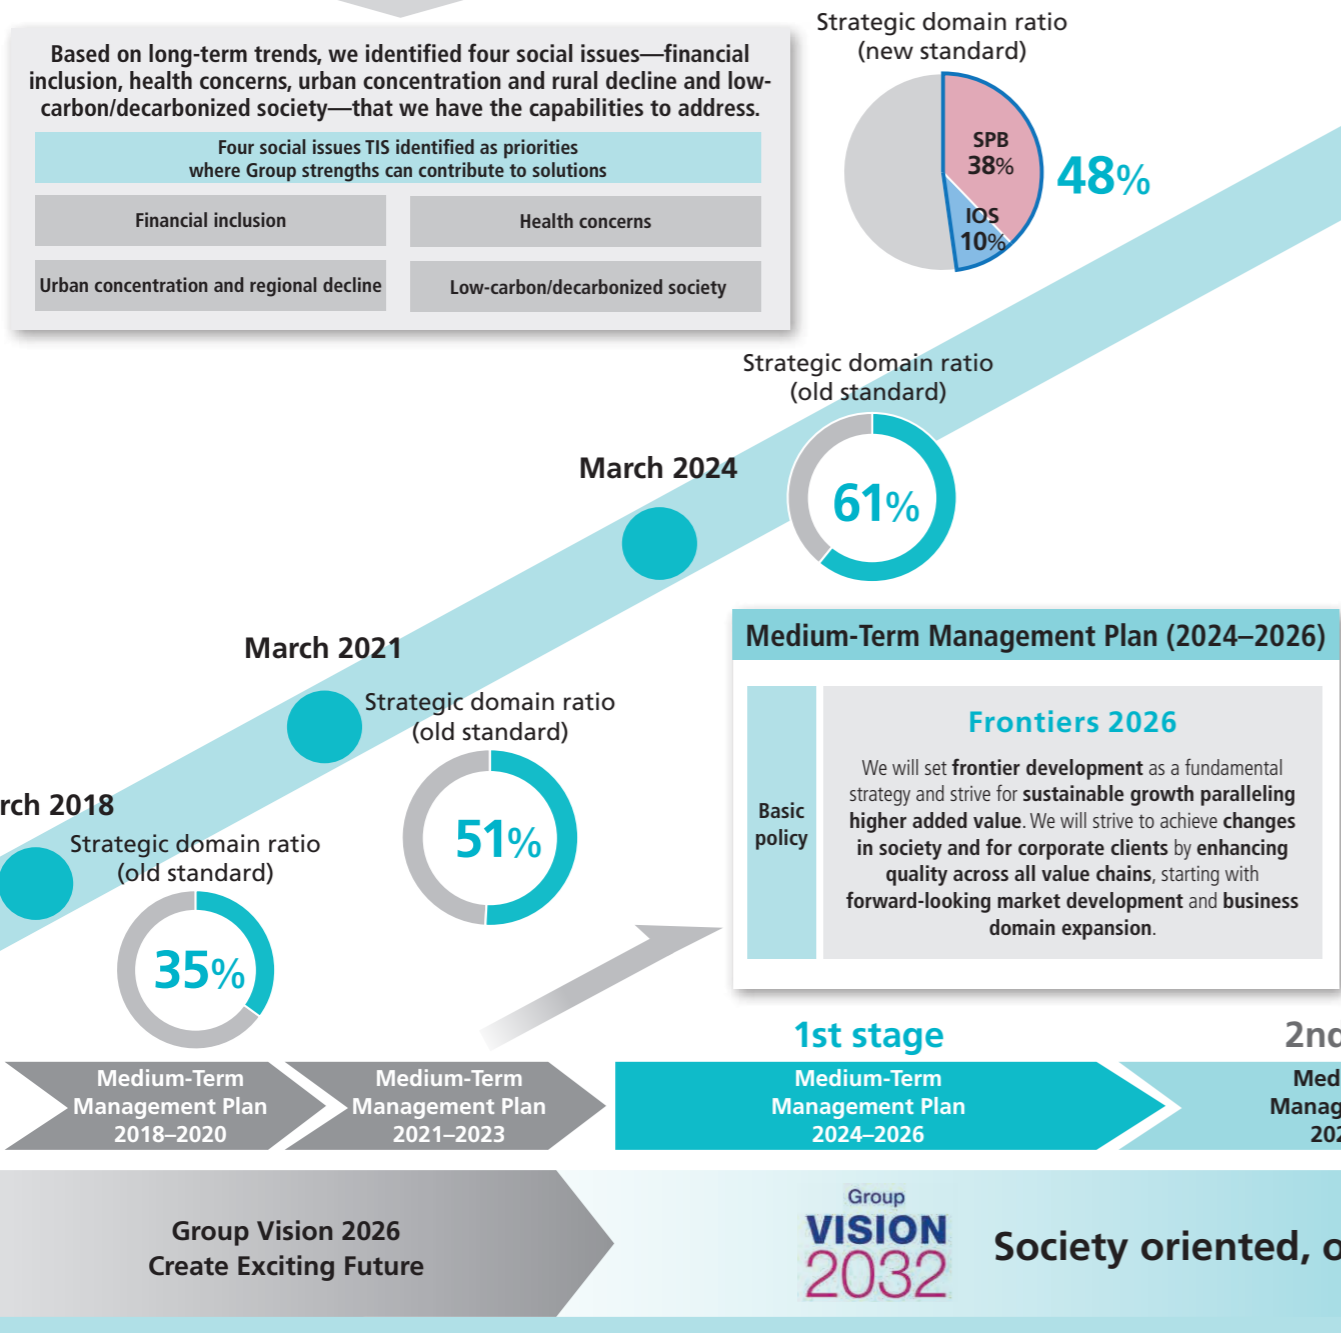 Based on long-term trends, we identified four social issues—financial
inclusion, health concerns, urban concentration and rural decline and low-
carbon/decarbonized society—that we have the capabilities to address.
Four social issues TIS identified as priorities
where Group strengths can contribute to solutions
Financial inclusion
Health concerns
Urban concentration and regional decline
Low-carbon/decarbonized society
Strategic domain ratio
(new standard)
SPB
38%
IOS
10%
48%
Strategic domain ratio
(old standard)
61%
March 2024
March 2021
Strategic domain ratio
(old standard)
51%
rch 2018
Strategic domain ratio
(old standard)
35%
Medium-Term Management Plan (2024–2026)
Basic
policy
Frontiers 2026
We will set frontier development as a fundamental
strategy and strive for sustainable growth paralleling
higher added value. We will strive to achieve changes
in society and for corporate clients by enhancing
quality across all value chains, starting with
forward-looking market development and business
domain expansion.
1st stage
2nd
Medium-Term
Management Plan
2018–2020
Medium-Term
Management Plan
2021–2023
Medium-Term
Management Plan
2024–2026
Med
Manag
202
Group Vision 2026
Create Exciting Future
Group
VISION
2032
Society oriented, o